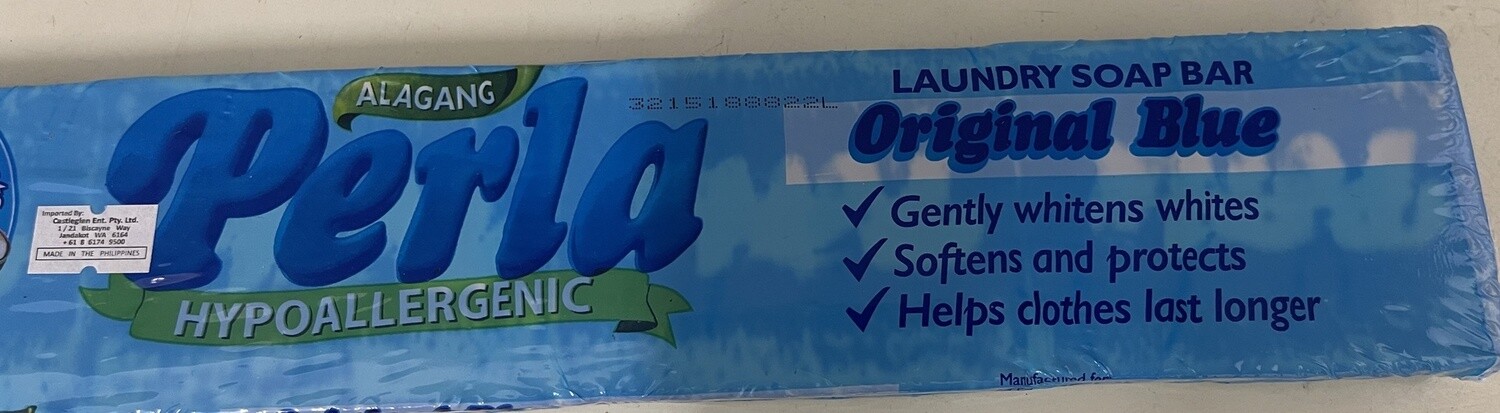 ALAGANG
Perla
HYPOALLERGENIC
Imported By:
Castleglen Ent. Pty. Ltd.
1/21 Biscayne Way
Jandakot WA 6164
+61 8 6174 9500
MADE IN THE PHILIPPINES
LAUNDRY SOAP BAR
Original Blue
✓ Gently whitens whites
✓ Softens and protects
✓ Helps clothes last longer
Manufactured for